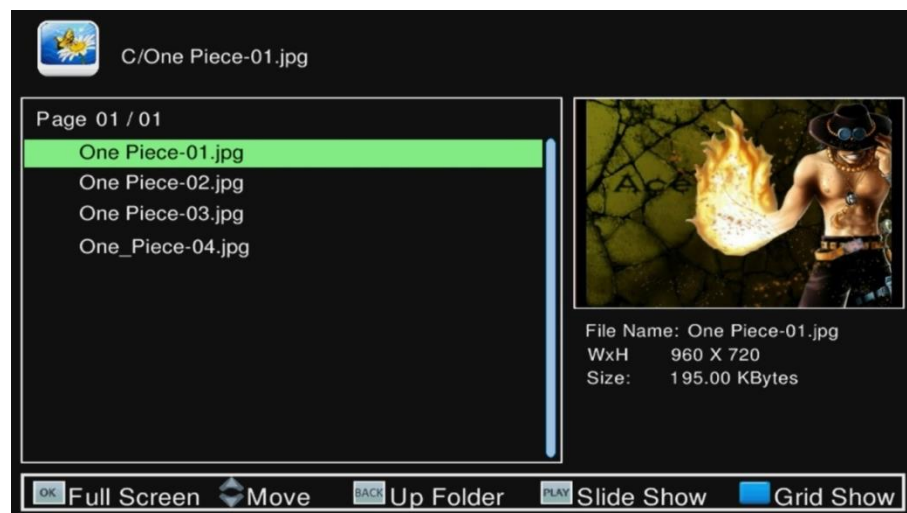 C/One Piece-01.jpg
Page 01 / 01
One Piece-01.jpg
One Piece-02.jpg
One Piece-03.jpg
One_Piece-04.jpg
Ace
File Name: One Piece-01.jpg
WxH 960 X 720
Size: 195.00 KBytes
OK Full Screen Move BACK Up Folder PLAY Slide Show Grid Show